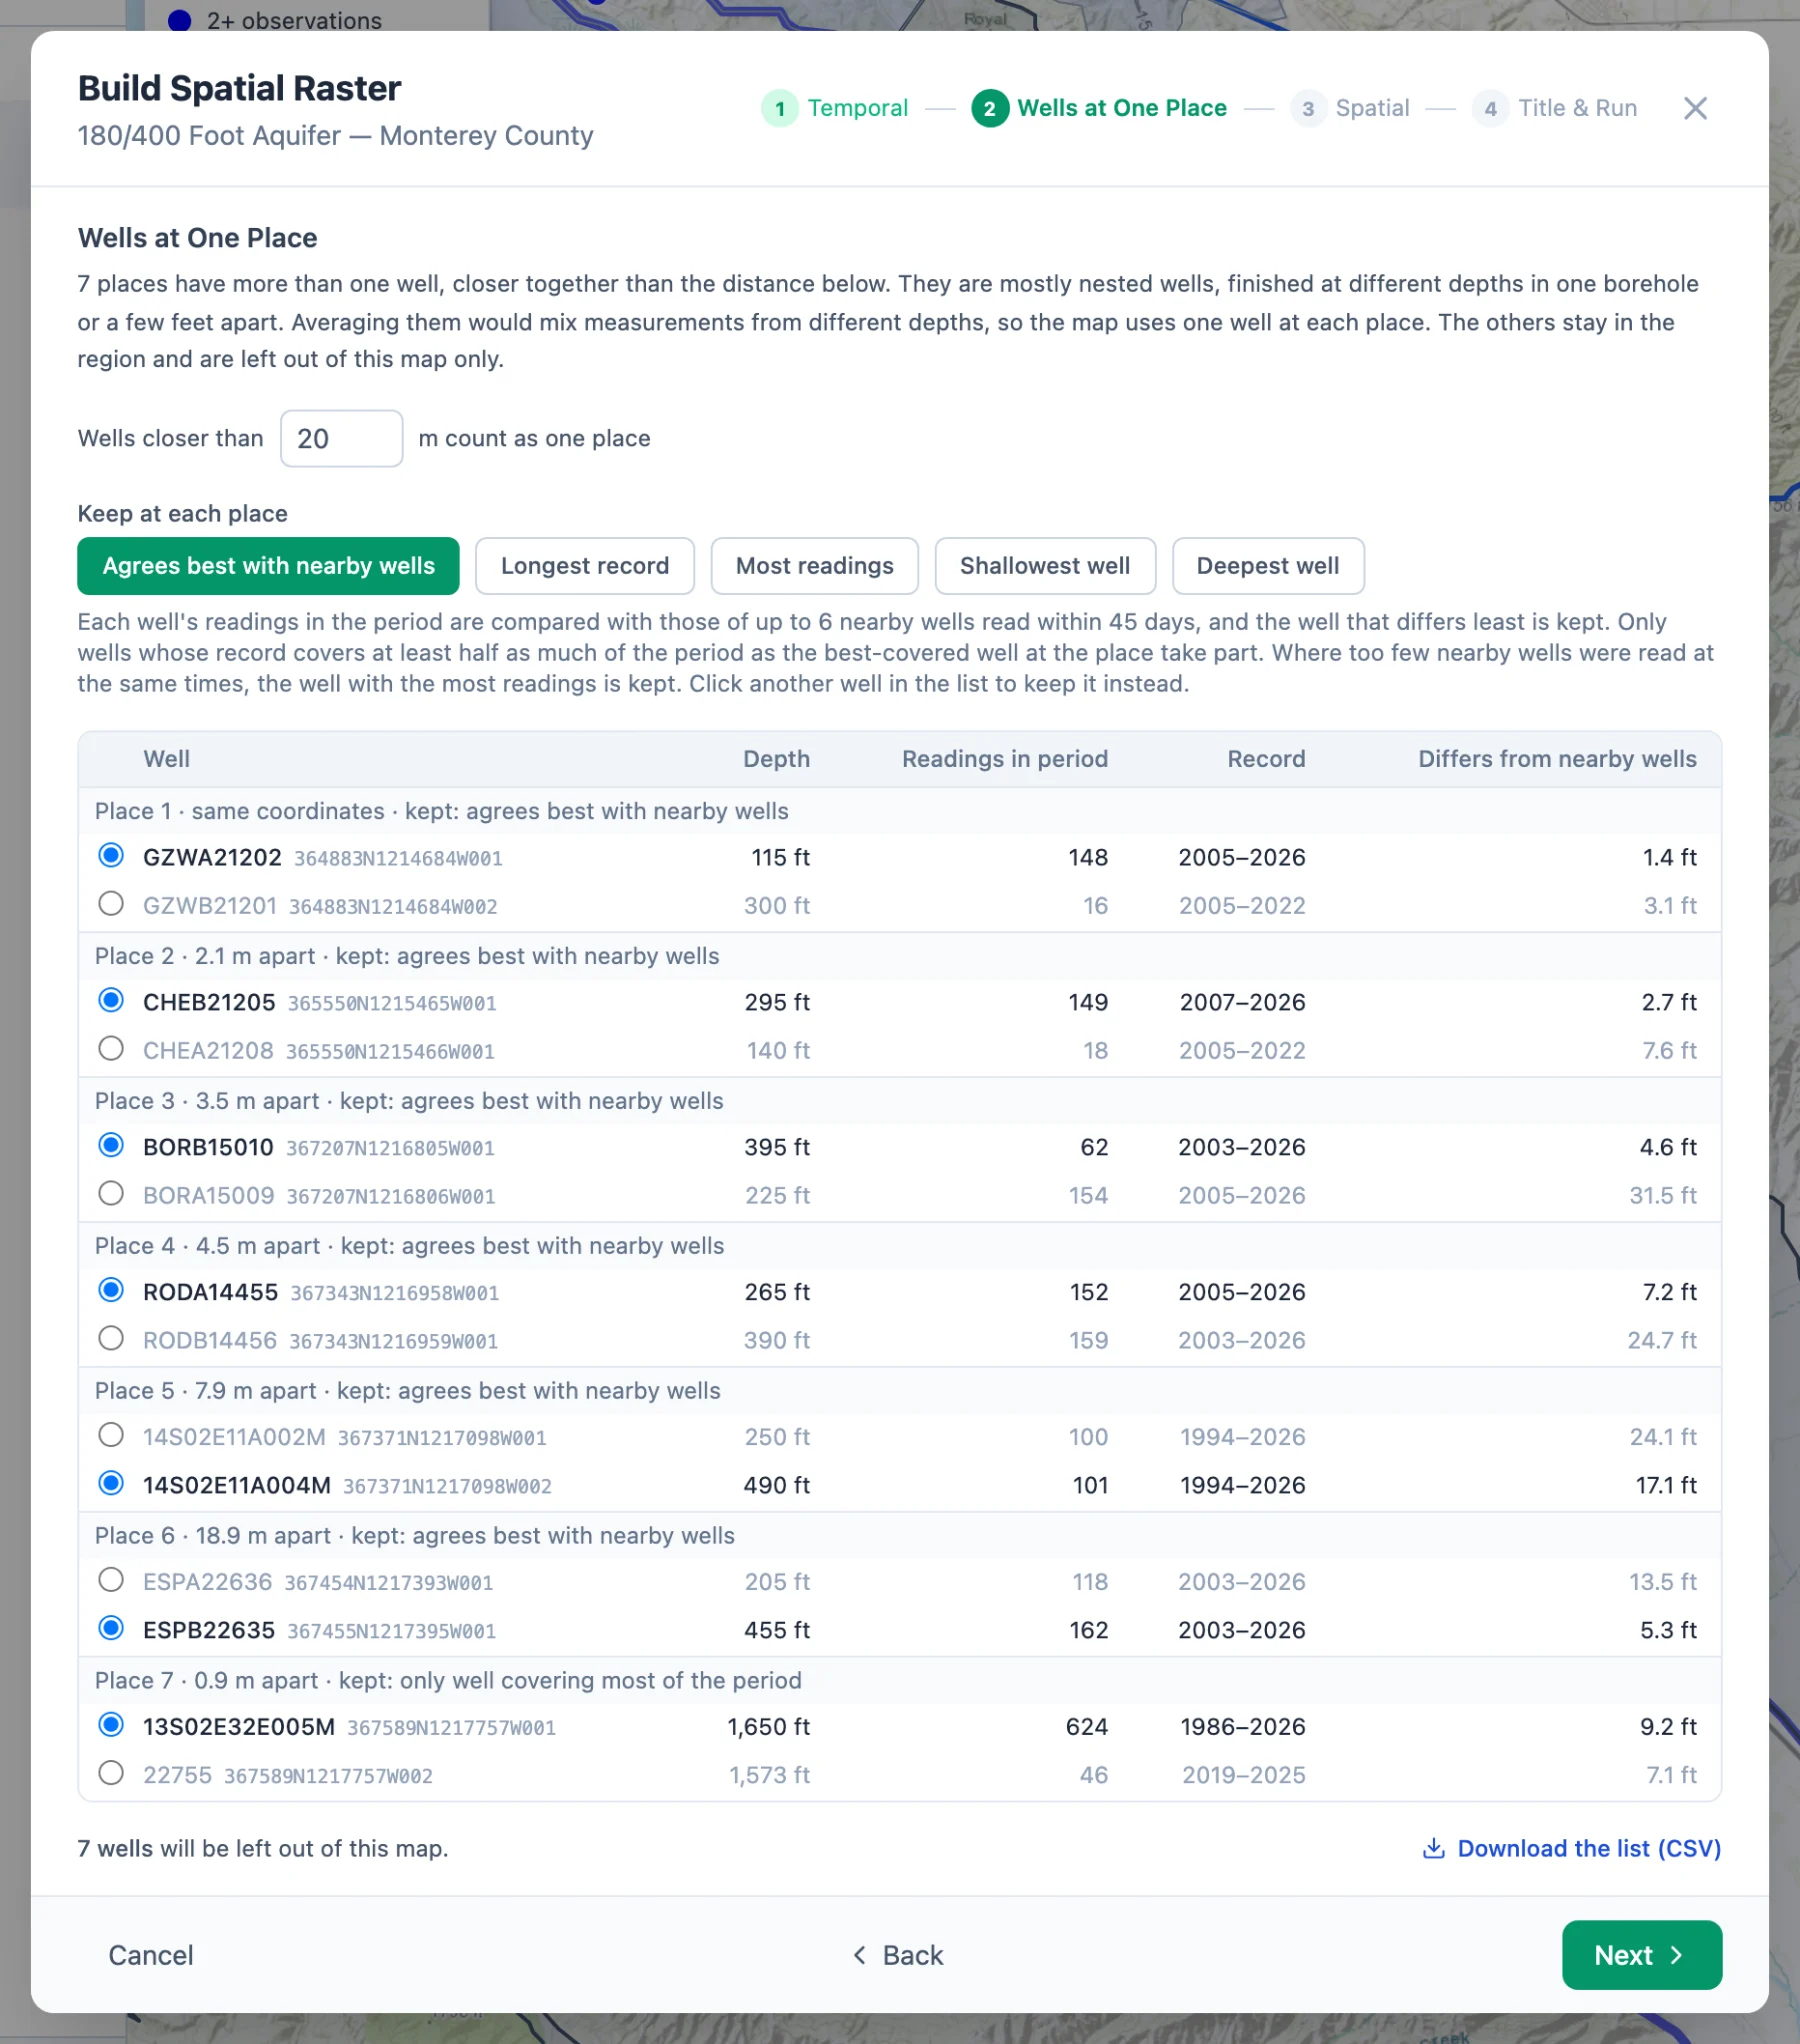 2+ observations
Royal
Build Spatial Raster
180/400 Foot Aquifer — Monterey County
1 Temporal 2 Wells at One Place 3 Spatial 4 Title & Run
Wells at One Place
7 places have more than one well, closer together than the distance below. They are mostly nested wells, finished at different depths in one borehole
or a few feet apart. Averaging them would mix measurements from different depths, so the map uses one well at each place. The others stay in the
region and are left out of this map only.
Wells closer than 20 m count as one place
Keep at each place
Agrees best with nearby wells Longest record Most readings Shallowest well Deepest well
Each well's readings in the period are compared with those of up to 6 nearby wells read within 45 days, and the well that differs least is kept. Only
wells whose record covers at least half as much of the period as the best-covered well at the place take part. Where too few nearby wells were read at
the same times, the well with the most readings is kept. Click another well in the list to keep it instead.
Well Depth Readings in period Record Differs from nearby wells
Place 1 · same coordinates · kept: agrees best with nearby wells
GZWA21202 364883N1214684W001 115 ft 148 2005–2026 1.4 ft
GZWB21201 364883N1214684W002 300 ft 16 2005–2022 3.1 ft
Place 2 · 2.1 m apart · kept: agrees best with nearby wells
CHEB21205 365550N1215465W001 295 ft 149 2007–2026 2.7 ft
CHEA21208 365550N1215466W001 140 ft 18 2005–2022 7.6 ft
Place 3 · 3.5 m apart · kept: agrees best with nearby wells
BORB15010 367207N1216805W001 395 ft 62 2003–2026 4.6 ft
BORA15009 367207N1216806W001 225 ft 154 2005–2026 31.5 ft
Place 4 · 4.5 m apart · kept: agrees best with nearby wells
RODA14455 367343N1216958W001 265 ft 152 2005–2026 7.2 ft
RODB14456 367343N1216959W001 390 ft 159 2003–2026 24.7 ft
Place 5 · 7.9 m apart · kept: agrees best with nearby wells
14S02E11A002M 367371N1217098W001 250 ft 100 1994–2026 24.1 ft
14S02E11A004M 367371N1217098W002 490 ft 101 1994–2026 17.1 ft
Place 6 · 18.9 m apart · kept: agrees best with nearby wells
ESPA22636 367454N1217393W001 205 ft 118 2003–2026 13.5 ft
ESPB22635 367455N1217395W001 455 ft 162 2003–2026 5.3 ft
Place 7 · 0.9 m apart · kept: only well covering most of the period
13S02E32E005M 367589N1217757W001 1,650 ft 624 1986–2026 9.2 ft
22755 367589N1217757W002 1,573 ft 46 2019–2025 7.1 ft
7 wells will be left out of this map. Download the list (CSV)
Cancel Back Next